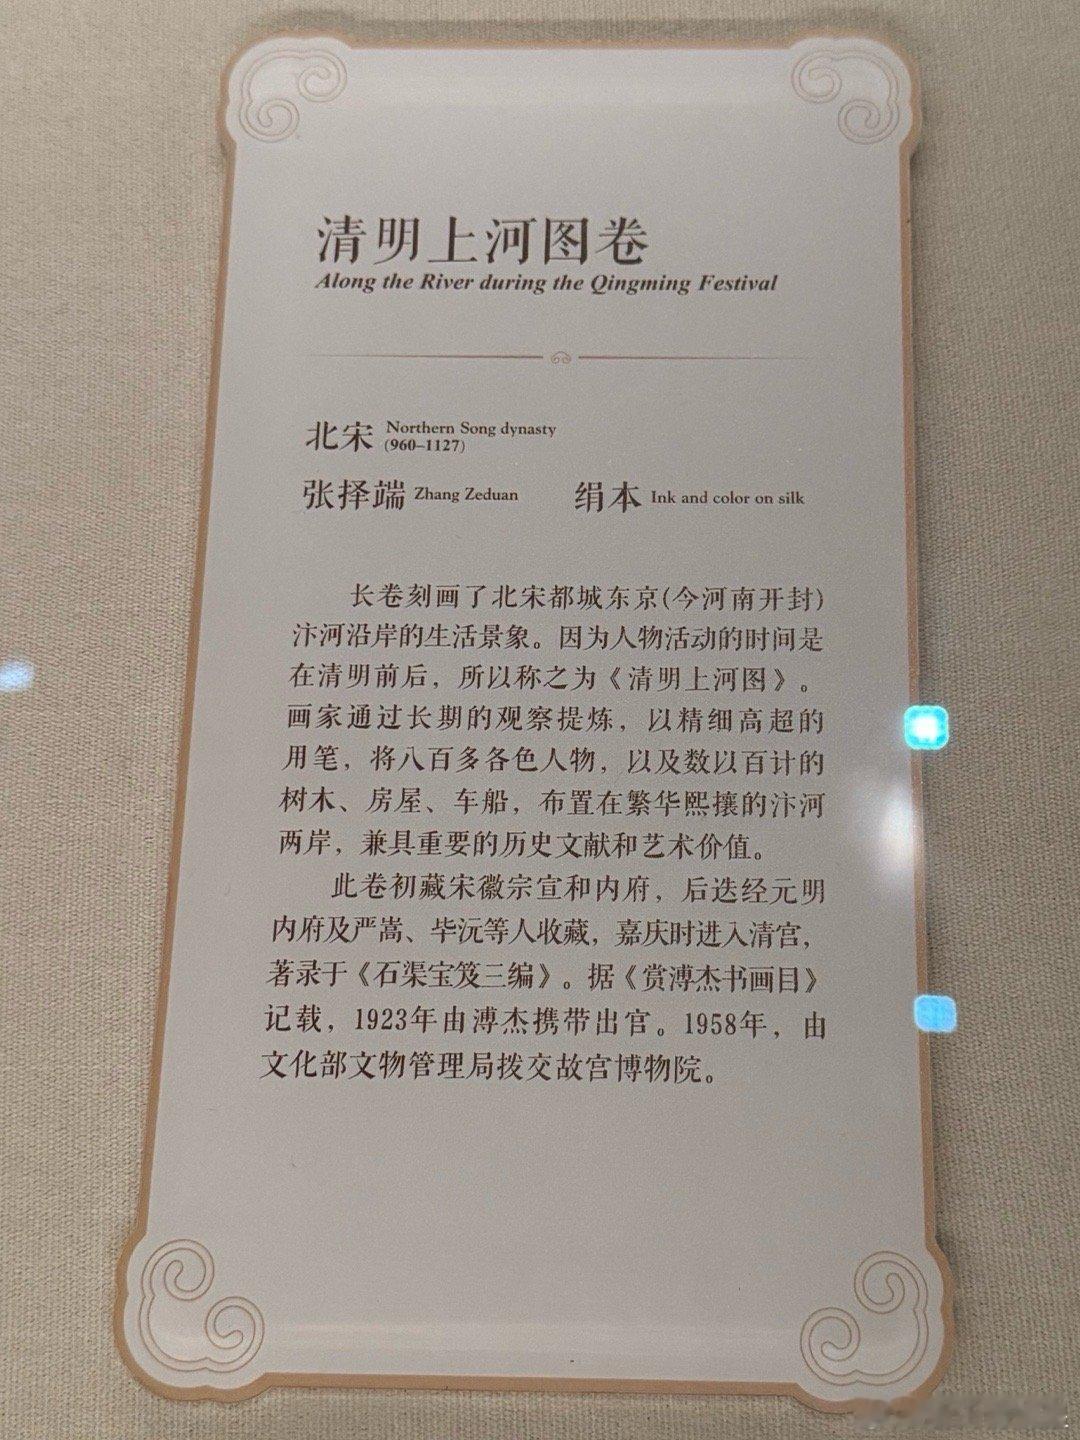 清明上河图卷
Along the River during the Qingming Festival
北宋 Northern Song dynasty
(960–1127)
张择端 Zhang Zeduan 绢本 Ink and color on silk
长卷刻画了北宋都城东京(今河南开封)
汴河沿岸的生活景象。因为人物活动的时间是
在清明前后，所以称之为《清明上河图》。
画家通过长期的观察提炼，以精细高超的
用笔，将八百多各色人物，以及数以百计的
树木、房屋、车船，布置在繁华熙攘的汴河
两岸，兼具重要的历史文献和艺术价值。
此卷初藏宋徽宗宣和内府，后迭经元明
内府及严嵩、毕沅等人收藏，嘉庆时进入清宫，
著录于《石渠宝笈三编》。据《赏溥杰书画目》
记载，1923年由溥杰携带出宫。1958年，由
文化部文物管理局拨交故宫博物院。